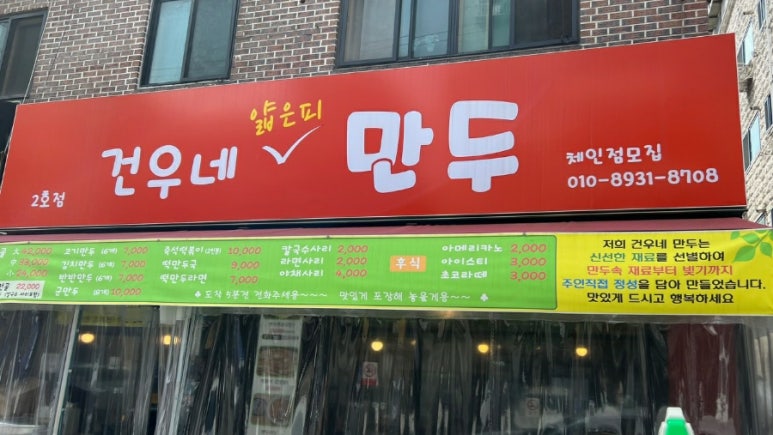 얇은피
건우네 만두
2호점
체인점모집
010-8931-8708
고기만두 (6개) 7,000
김치만두 (6개) 7,000
반반만두 (6개) 7,000
군만두 (6개) 10,000
즉석떡볶이 (2인분) 10,000
떡만두국 9,000
떡만두라면 7,000
칼국수사리 2,000
라면사리 2,000
야채사리 4,000
후식
아메리카노 2,000
아이스티 3,000
초코라떼 3,000
22,000
도착 5분전 전화주세용~~~ 맛있게 포장해 놓을게용~~~
저희 건우네 만두는
신선한 재료를 선별하여
만두속 재료부터 빚기까지
주인직접 정성을 담아 만들었습니다.
맛있게 드시고 행복하세요